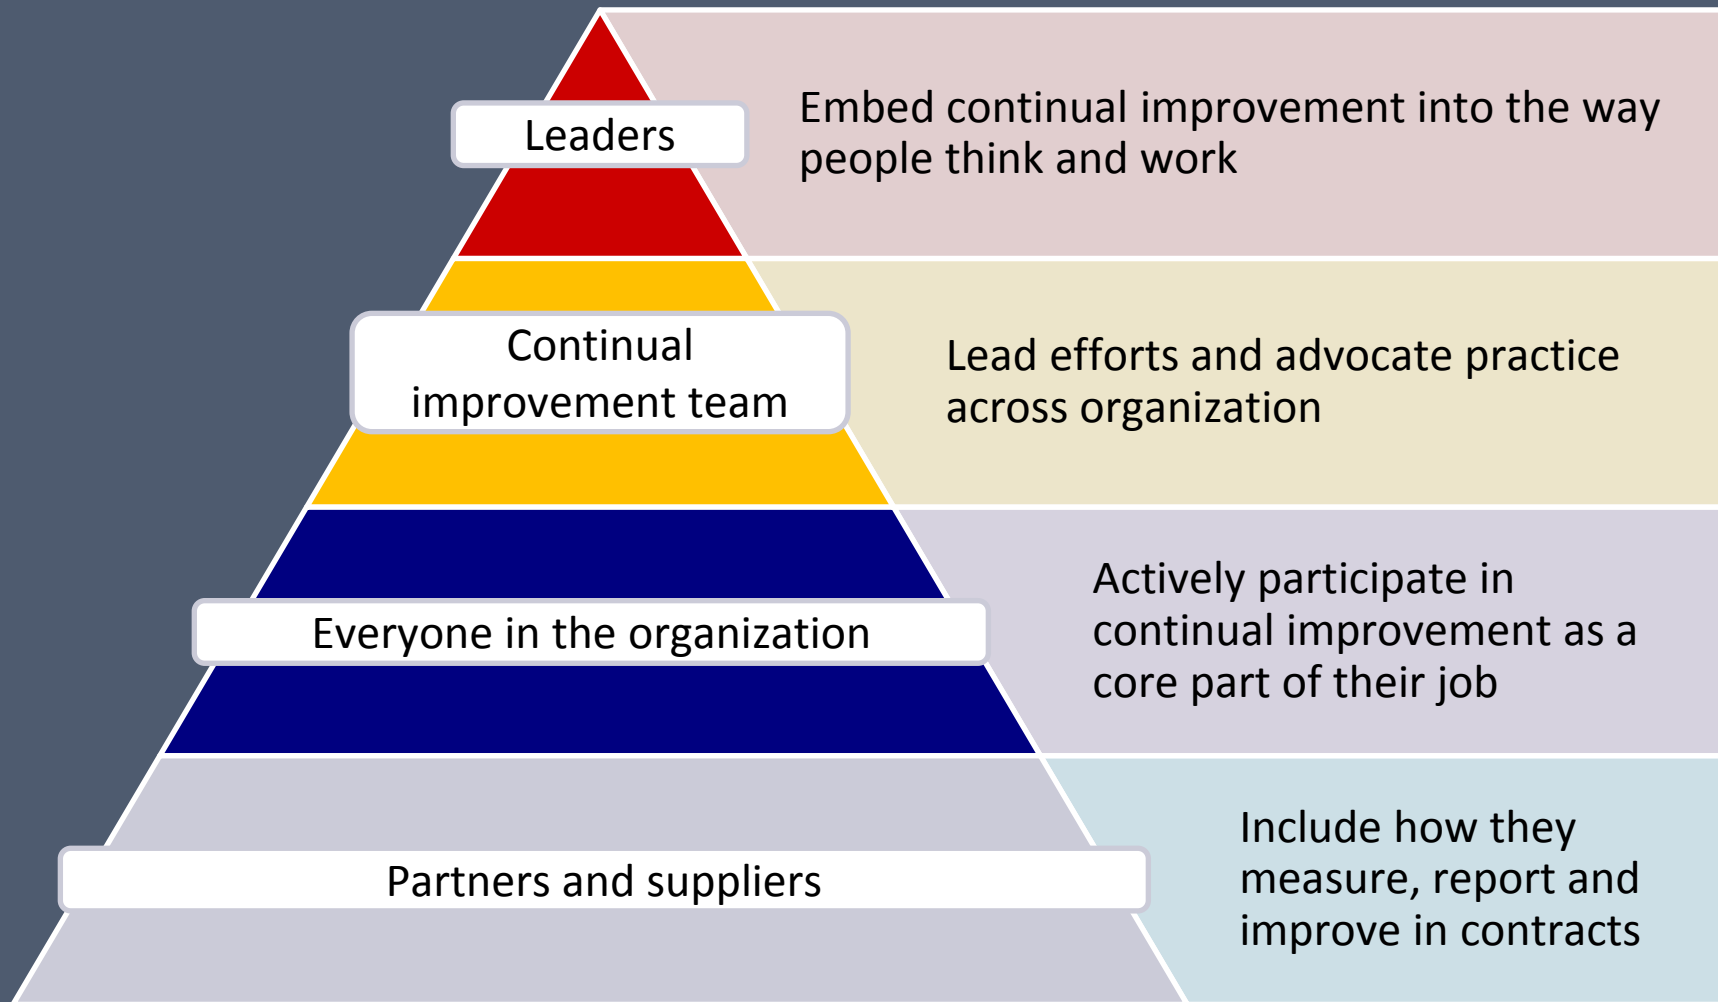 Leaders
Embed continual improvement into the way
people think and work
Continual
improvement team
Lead efforts and advocate practice
across organization
Everyone in the organization
Actively participate in
continual improvement as a
core part of their job
Partners and suppliers
Include how they
measure, report and
improve in contracts